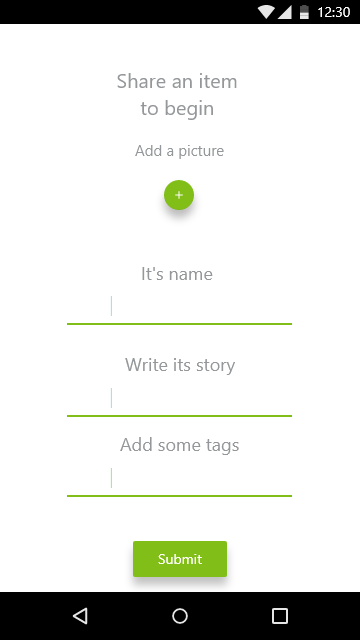 12:30
Share an item
to begin
Add a picture
+
It's name
Write its story
Add some tags
Submit